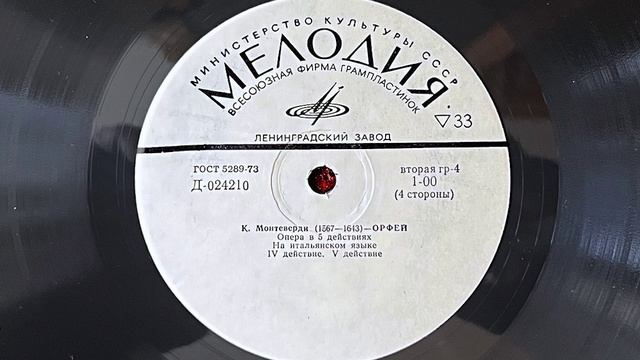 МИНИСТЕРСТВО КУЛЬТУРЫ СССР
МЕЛОДИЯ
ВСЕСОЮЗНАЯ ФИРМА ГРАМПЛАСТИНОК
33
ЛЕНИНГРАДСКИЙ ЗАВОД
ГОСТ 5289-73
Д-024210
вторая гр-4
1-00
(4 стороны)
К. Монтеверди (1567—1643)—ОРФЕЙ
Опера в 5 действиях
На итальянском языке
IV действие, V действие